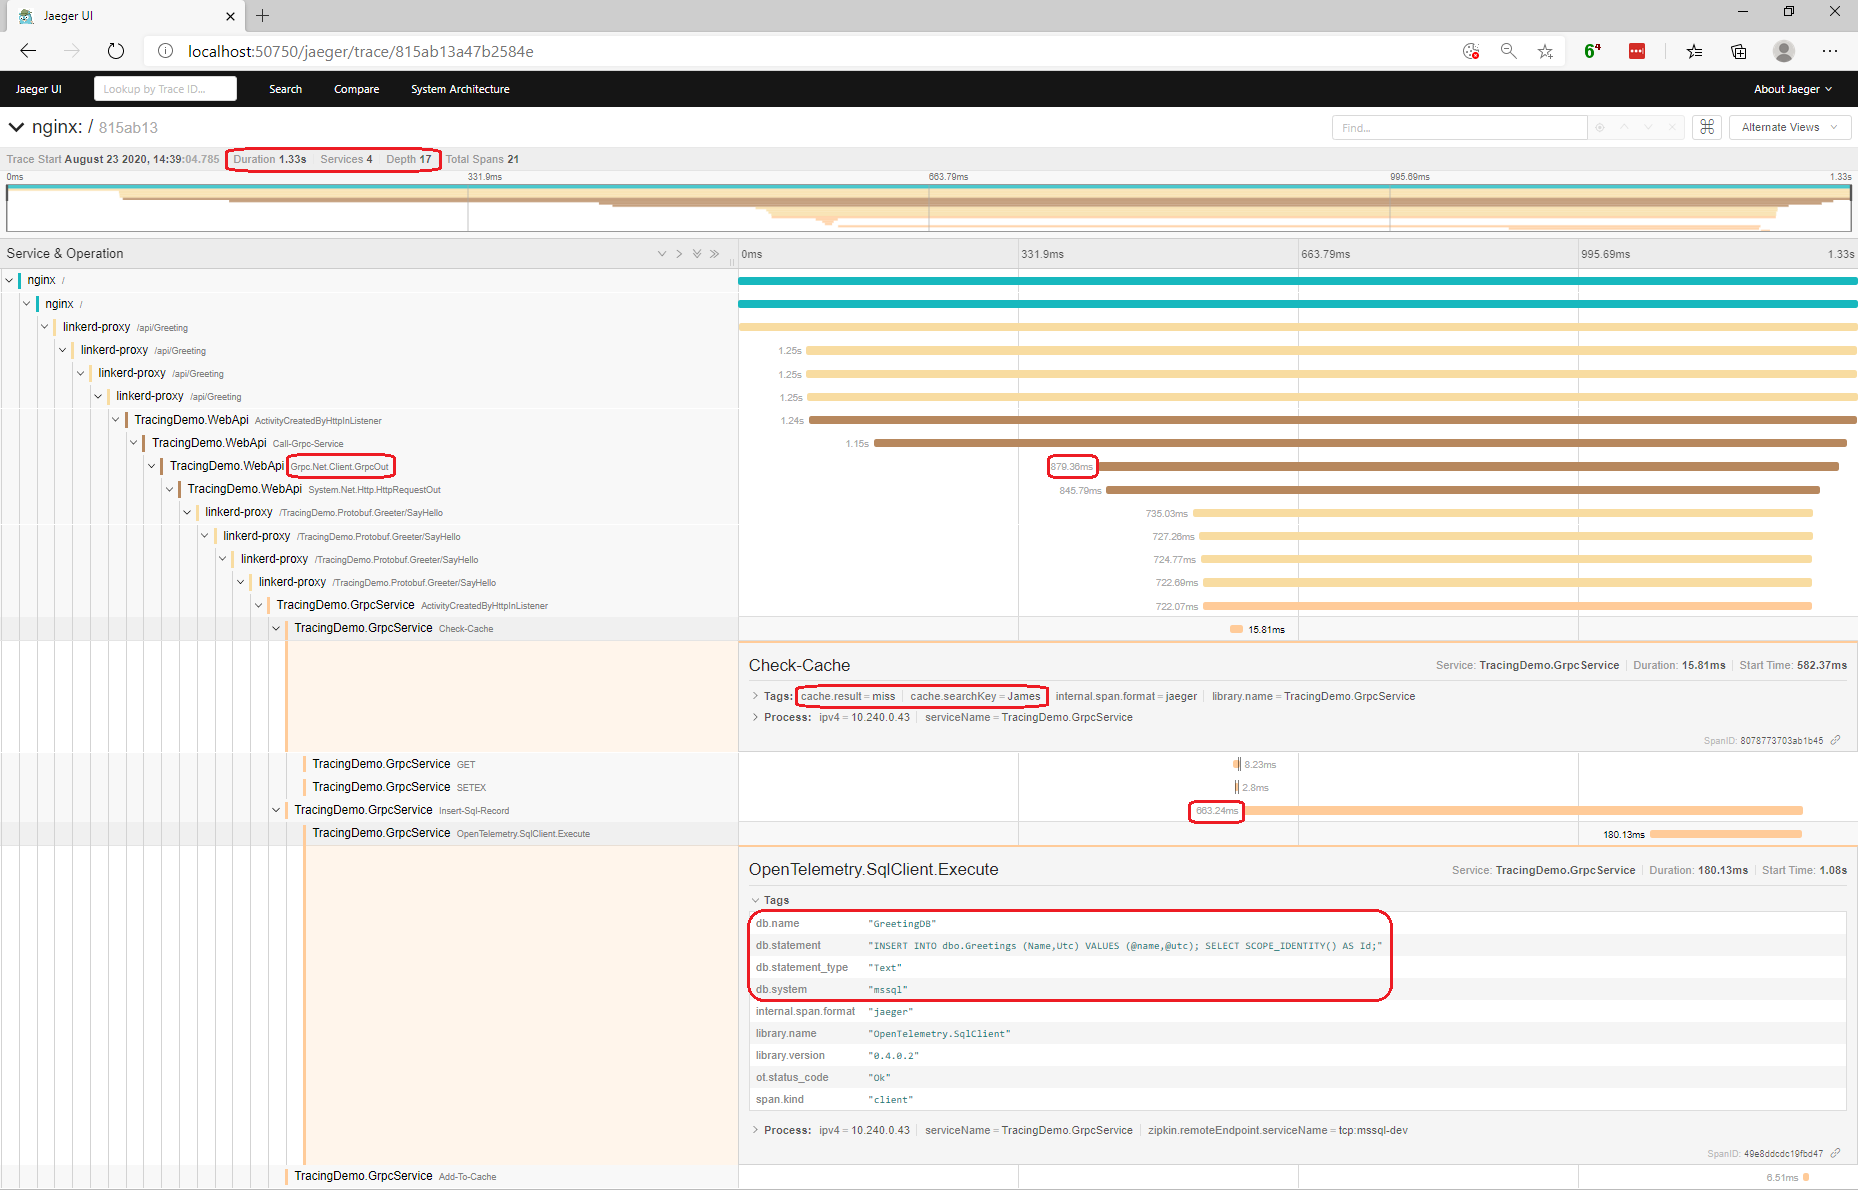 Jaeger UI
localhost:50750/jaeger/trace/815ab13a47b2584e
6⁴
Jaeger UI Lookup by Trace ID... Search Compare System Architecture About Jaeger
nginx: / 815ab13 Find... Alternate Views
Trace Start August 23 2020, 14:39:04.785 Duration 1.33s Services 4 Depth 17 Total Spans 21
0ms 331.9ms 663.79ms 995.69ms 1.33s
Service & Operation 0ms 331.9ms 663.79ms 995.69ms 1.33s
nginx /
nginx /
linkerd-proxy /api/Greeting
linkerd-proxy /api/Greeting 1.25s
linkerd-proxy /api/Greeting 1.25s
linkerd-proxy /api/Greeting 1.25s
TracingDemo.WebApi ActivityCreatedByHttpInListener 1.24s
TracingDemo.WebApi Call-Grpc-Service 1.15s
TracingDemo.WebApi Grpc.Net.Client.GrpcOut 879.36ms
TracingDemo.WebApi System.Net.Http.HttpRequestOut 845.79ms
linkerd-proxy /TracingDemo.Protobuf.Greeter/SayHello 735.03ms
linkerd-proxy /TracingDemo.Protobuf.Greeter/SayHello 727.26ms
linkerd-proxy /TracingDemo.Protobuf.Greeter/SayHello 724.77ms
linkerd-proxy /TracingDemo.Protobuf.Greeter/SayHello 722.69ms
TracingDemo.GrpcService ActivityCreatedByHttpInListener 722.07ms
TracingDemo.GrpcService Check-Cache 15.81ms
Check-Cache Service: TracingDemo.GrpcService Duration: 15.81ms Start Time: 582.37ms
Tags: cache.result = miss cache.searchKey = James internal.span.format = jaeger library.name = TracingDemo.GrpcService
Process: ipv4 = 10.240.0.43 serviceName = TracingDemo.GrpcService
SpanID: 8078773703ab1b45
TracingDemo.GrpcService GET 8.23ms
TracingDemo.GrpcService SETEX 2.8ms
TracingDemo.GrpcService Insert-Sql-Record 663.24ms
TracingDemo.GrpcService OpenTelemetry.SqlClient.Execute 180.13ms
OpenTelemetry.SqlClient.Execute Service: TracingDemo.GrpcService Duration: 180.13ms Start Time: 1.08s
Tags
db.name "GreetingDB"
db.statement "INSERT INTO dbo.Greetings (Name,Utc) VALUES (@name,@utc); SELECT SCOPE_IDENTITY() AS Id;"
db.statement_type "Text"
db.system "mssql"
internal.span.format "jaeger"
library.name "OpenTelemetry.SqlClient"
library.version "0.4.0.2"
ot.status_code "Ok"
span.kind "client"
Process: ipv4 = 10.240.0.43 serviceName = TracingDemo.GrpcService zipkin.remoteEndpoint.serviceName = tcp:mssql-dev
SpanID: 49e8ddcdc19fbd47
TracingDemo.GrpcService Add-To-Cache 6.51ms